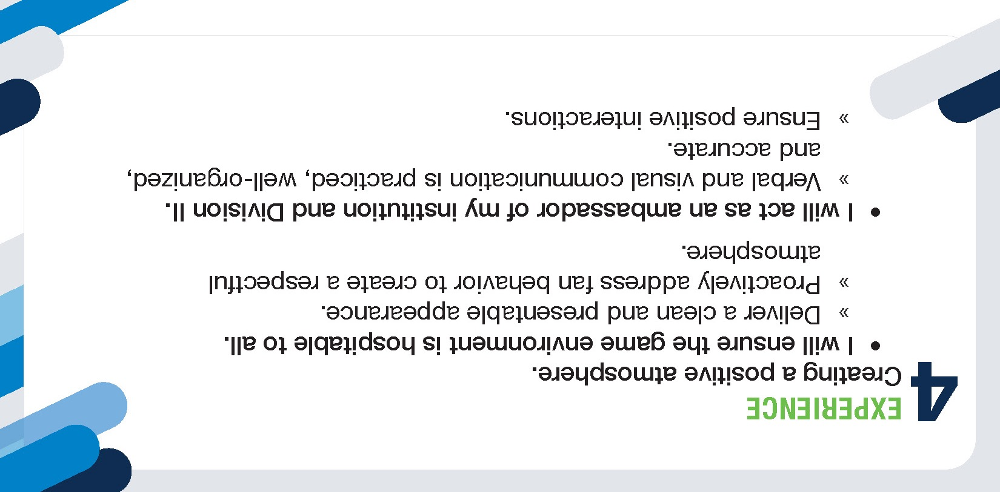 4
EXPERIENCE
Creating a positive atmosphere.
• I will ensure the game environment is hospitable to all.
» Deliver a clean and presentable appearance.
» Proactively address fan behavior to create a respectful
atmosphere.
• I will act as an ambassador of my institution and Division II.
» Verbal and visual communication is practiced, well-organized,
and accurate.
» Ensure positive interactions.